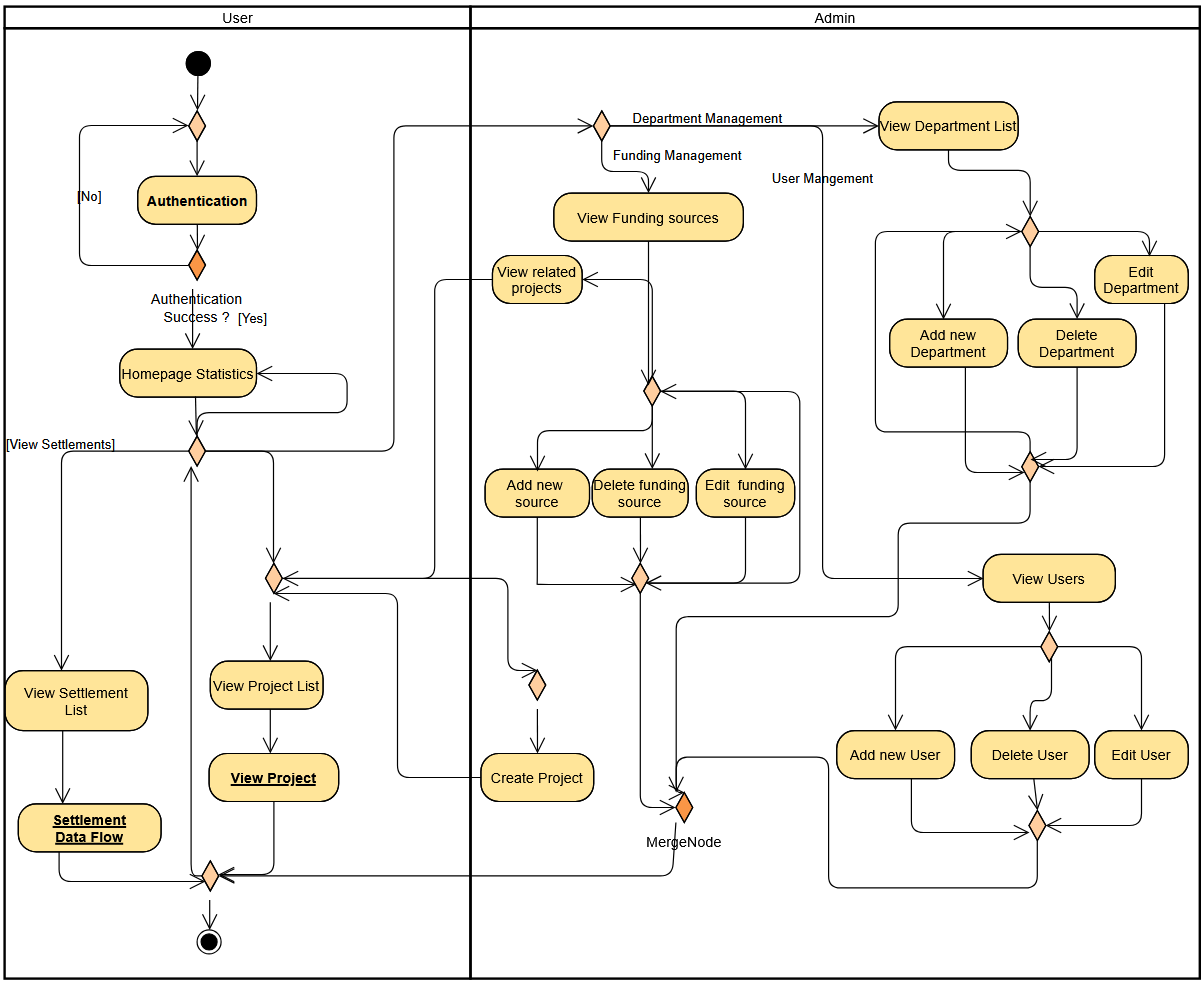 User
Admin
Department Management
View Department List
Funding Management
User Mangement
[No]
Authentication
View Funding sources
View related
projects
Edit
Department
Authentication
Success ?
[Yes]
Add new
Department
Delete
Department
Homepage Statistics
[View Settlements]
Add new
source
Delete funding
source
Edit  funding
source
View Users
View Settlement
List
View Project List
Add new User
Delete User
Edit User
View Project
Create Project
Settlement
Data Flow
MergeNode